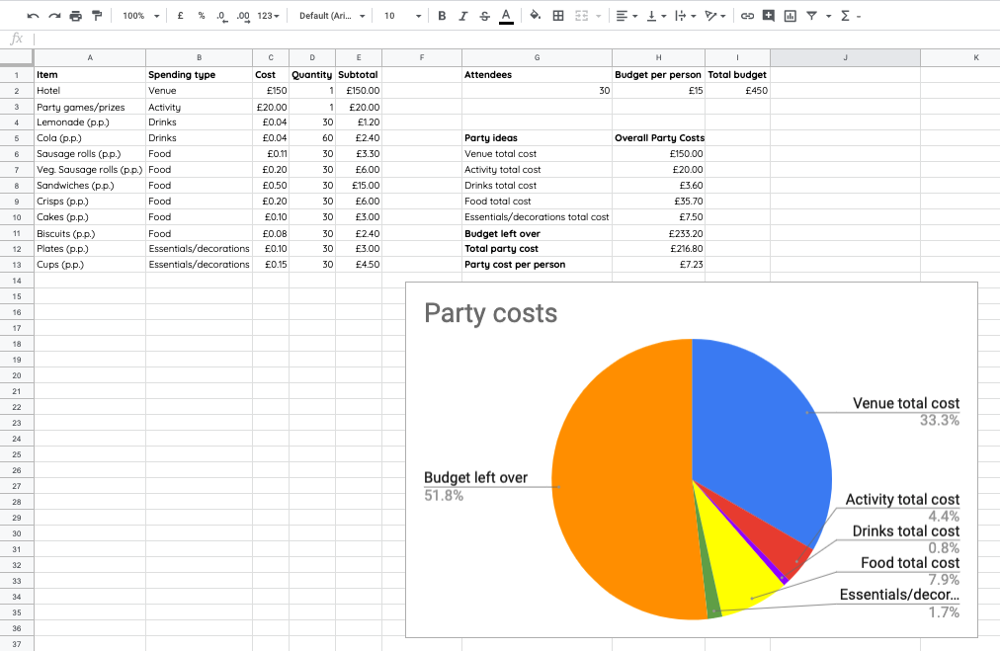 100% £ % .0 .00 123 Default (Ari... 10 B I S A Σ
fx
A B C D E F G H I J K
1 Item Spending type Cost Quantity Subtotal Attendees Budget per person Total budget
2 Hotel Venue £150 1 £150.00 30 £15 £450
3 Party games/prizes Activity £20.00 1 £20.00
4 Lemonade (p.p.) Drinks £0.04 30 £1.20
5 Cola (p.p.) Drinks £0.04 60 £2.40 Party ideas Overall Party Costs
6 Sausage rolls (p.p.) Food £0.11 30 £3.30 Venue total cost £150.00
7 Veg. Sausage rolls (p.p.) Food £0.20 30 £6.00 Activity total cost £20.00
8 Sandwiches (p.p.) Food £0.50 30 £15.00 Drinks total cost £3.60
9 Crisps (p.p.) Food £0.20 30 £6.00 Food total cost £35.70
10 Cakes (p.p.) Food £0.10 30 £3.00 Essentials/decorations total cost £7.50
11 Biscuits (p.p.) Food £0.08 30 £2.40 Budget left over £233.20
12 Plates (p.p.) Essentials/decorations £0.10 30 £3.00 Total party cost £216.80
13 Cups (p.p.) Essentials/decorations £0.15 30 £4.50 Party cost per person £7.23
14
15
16 Party costs
17
18
19
20
21
22 Venue total cost
23 33.3%
24
25
26
27 Budget left over
28 51.8% Activity total cost
29 4.4%
30 Drinks total cost
31 0.8%
32 Food total cost
33 7.9%
34 Essentials/decor...
35 1.7%
36
37